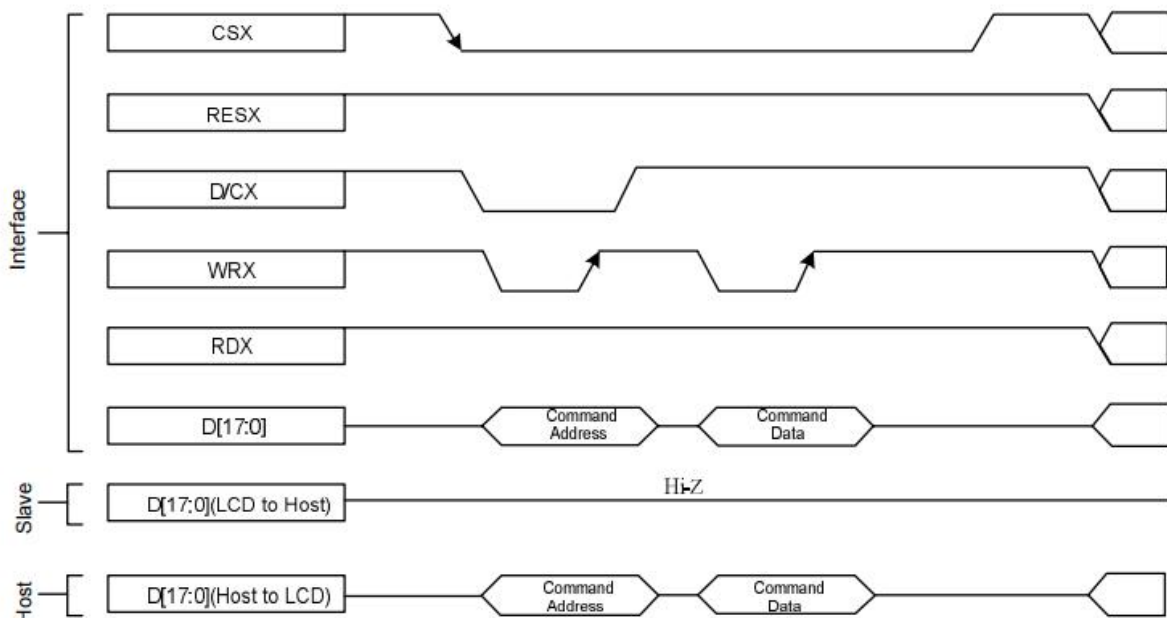 CSX
RESX
D/CX
WRX
RDX
D[17:0]
Command
Address
Command
Data
Interface
D[17:0](LCD to Host)
Hi-Z
Slave
D[17:0](Host to LCD)
Command
Address
Command
Data
Host